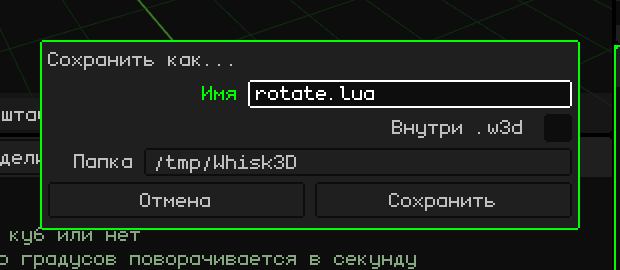 Сохранить как...
Имя rotate.lua
Внутри .w3d
Папка /tmp/Whisk3D
Отмена Сохранить
куб или нет
градусов поворачивается в секунду